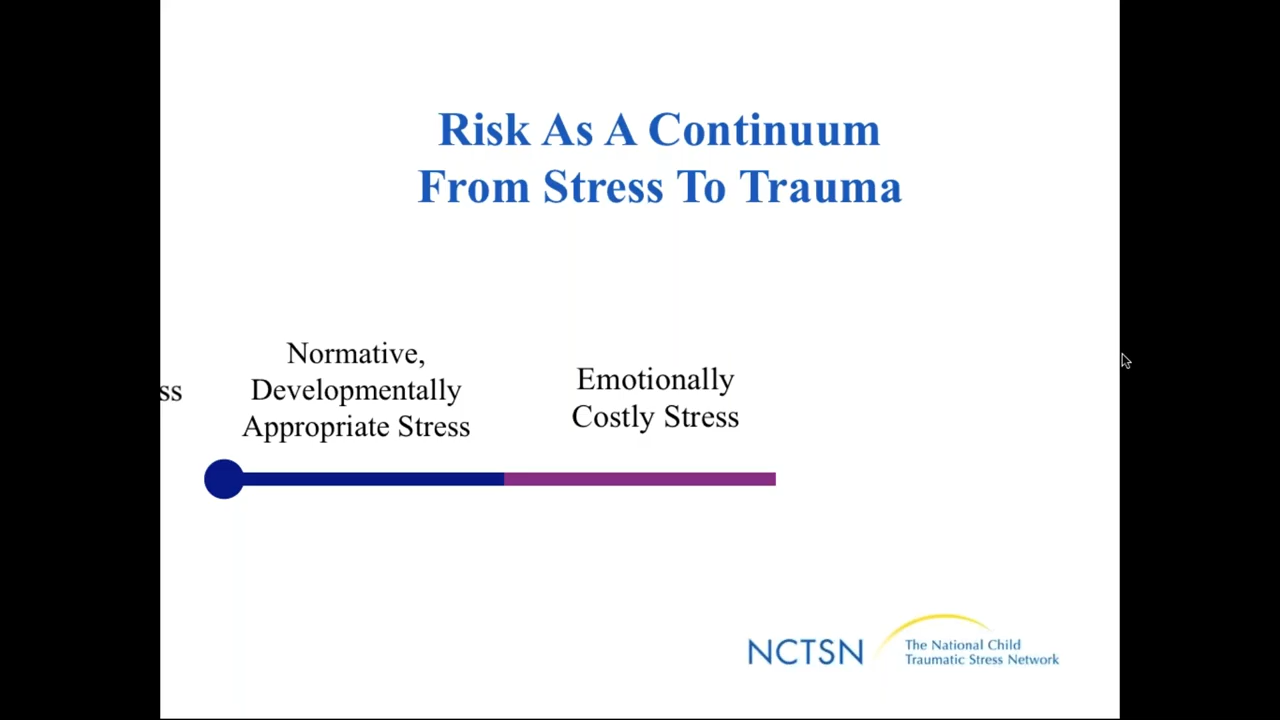 Risk As A Continuum
From Stress To Trauma
ss
Normative,
Developmentally
Appropriate Stress
Emotionally
Costly Stress
NCTSN
The National Child
Traumatic Stress Network